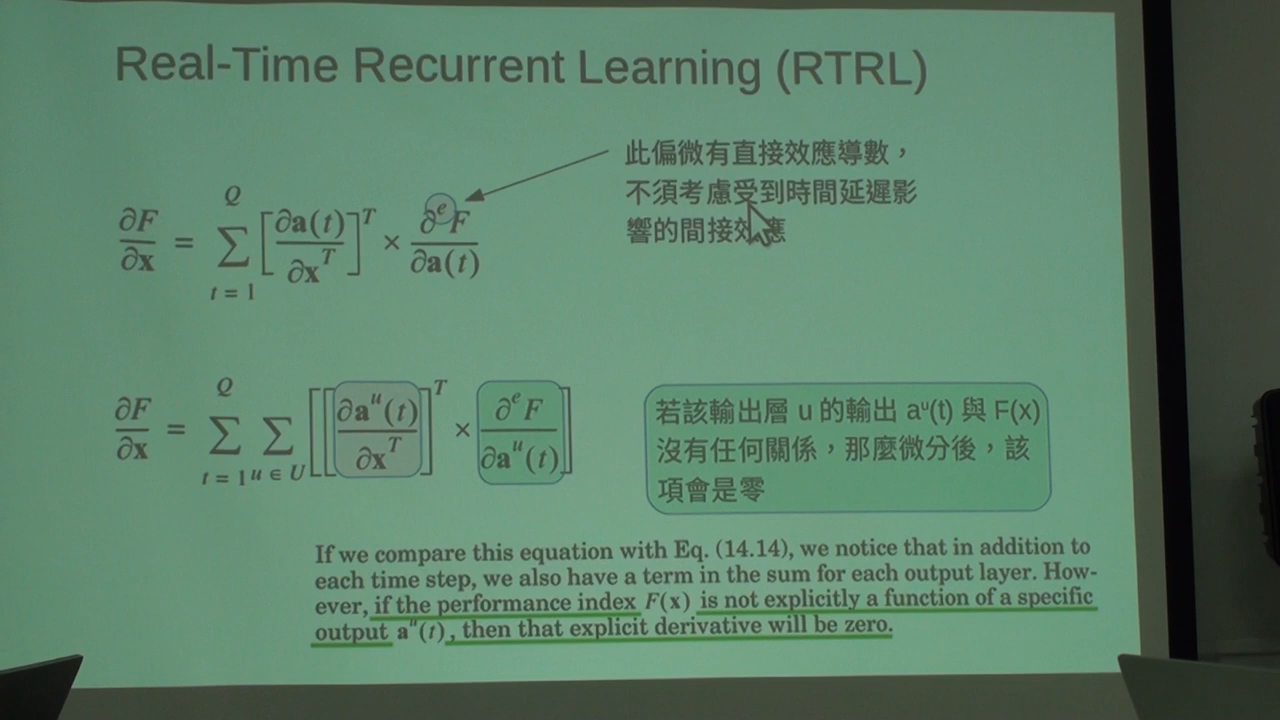 Real-Time Recurrent Learning (RTRL)
此偏微有直接效應導數，
不須考慮受到時間延遲影
響的間接效應
∂F/∂x = Σ_{t = 1}^{Q} [∂a(t)/∂x^T]^T × ∂^e F/∂a(t)
∂F/∂x = Σ_{t = 1}^{Q} Σ_{u ∈ U} [[∂a^u(t)/∂x^T]^T × ∂^e F/∂a^u(t)]
若該輸出層 u 的輸出 a^u(t) 與 F(x)
沒有任何關係，那麼微分後，該
項會是零
If we compare this equation with Eq. (14.14), we notice that in addition to
each time step, we also have a term in the sum for each output layer. How-
ever, if the performance index F(x) is not explicitly a function of a specific
output a^u(t), then that explicit derivative will be zero.